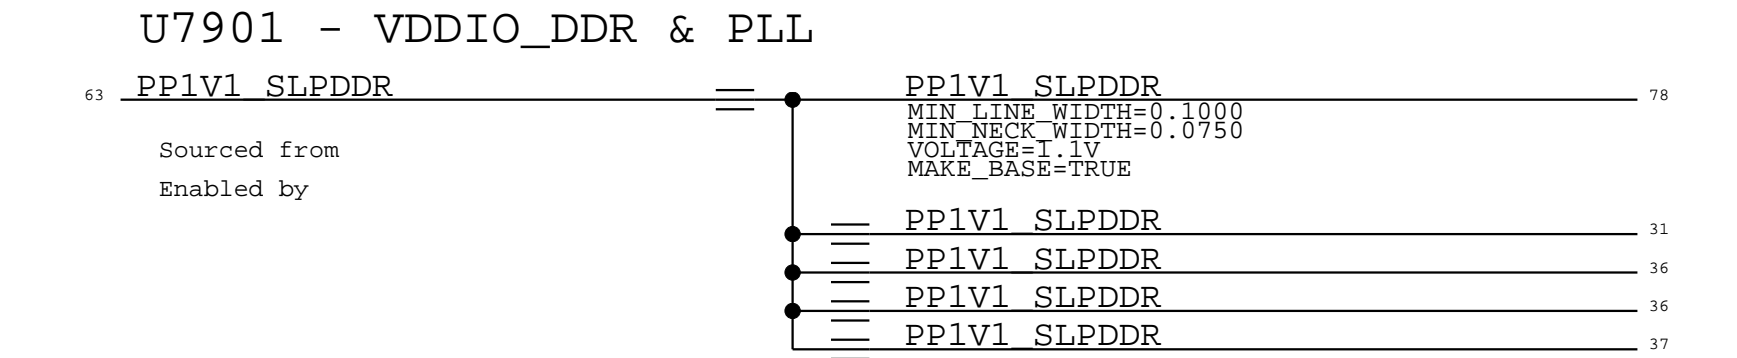 U7901 - VDDIO_DDR & PLL
63 PP1V1_SLPDDR
PP1V1_SLPDDR 78
MIN_LINE_WIDTH=0.1000
MIN_NECK_WIDTH=0.0750
VOLTAGE=1.1V
MAKE_BASE=TRUE
Sourced from
Enabled by
PP1V1_SLPDDR 31
PP1V1_SLPDDR 36
PP1V1_SLPDDR 36
PP1V1_SLPDDR 37